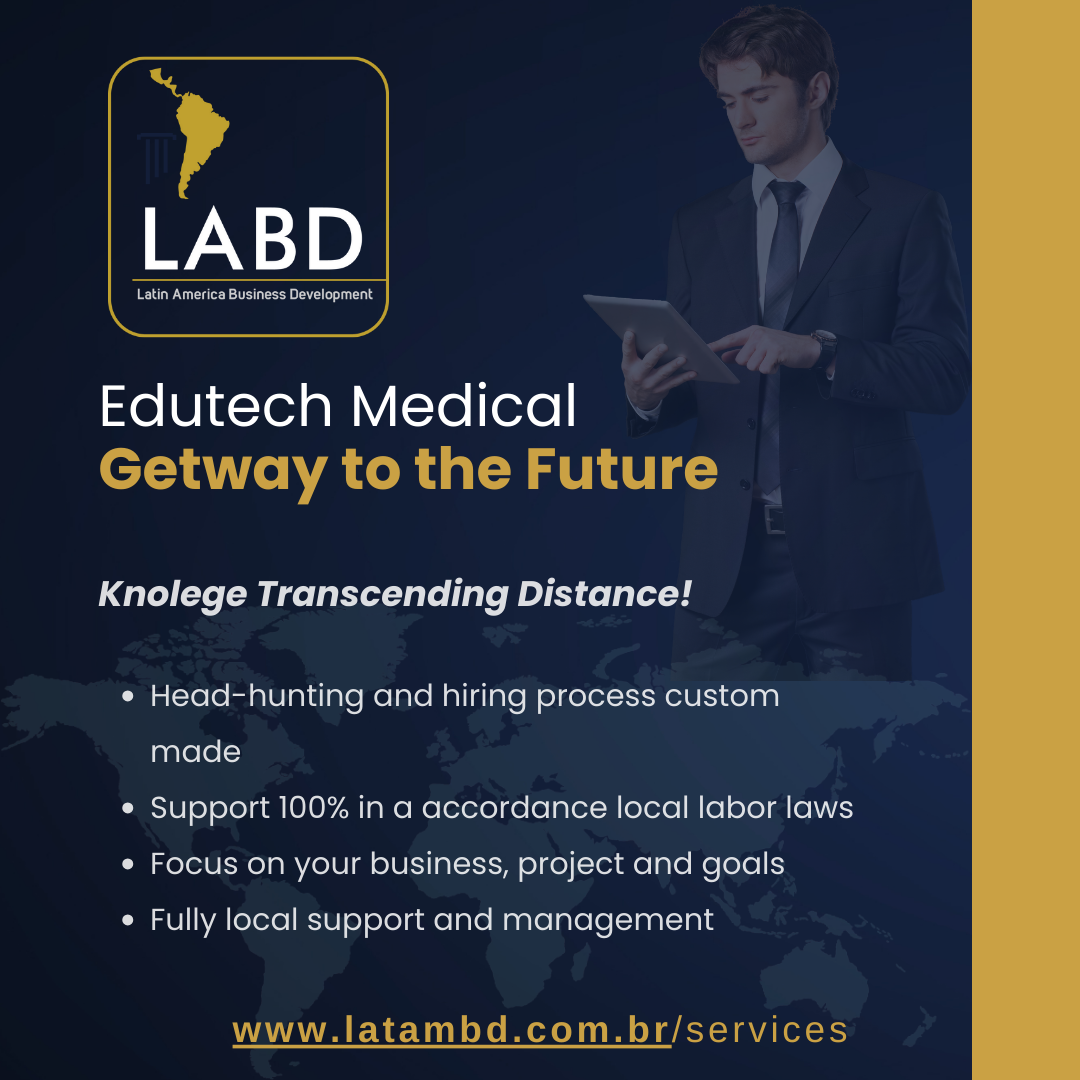 LABD
Latin America Business Development
Edutech Medical
Getway to the Future
Knolege Transcending Distance!
• Head-hunting and hiring process custom
made
• Support 100% in a accordance local labor laws
• Focus on your business, project and goals
• Fully local support and management
www.latambd.com.br/services